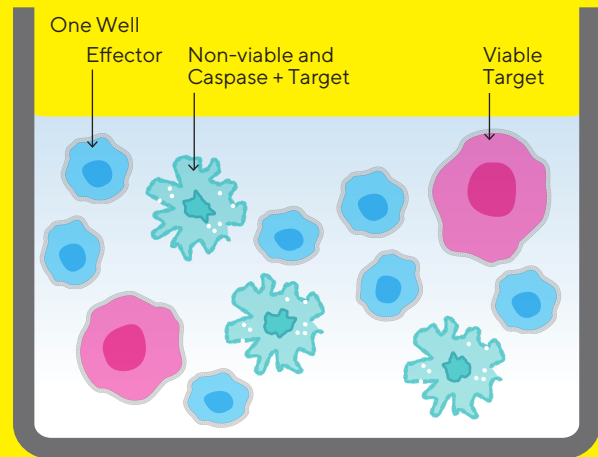 One Well
Effector
Non-viable and
Caspase + Target
Viable
Target